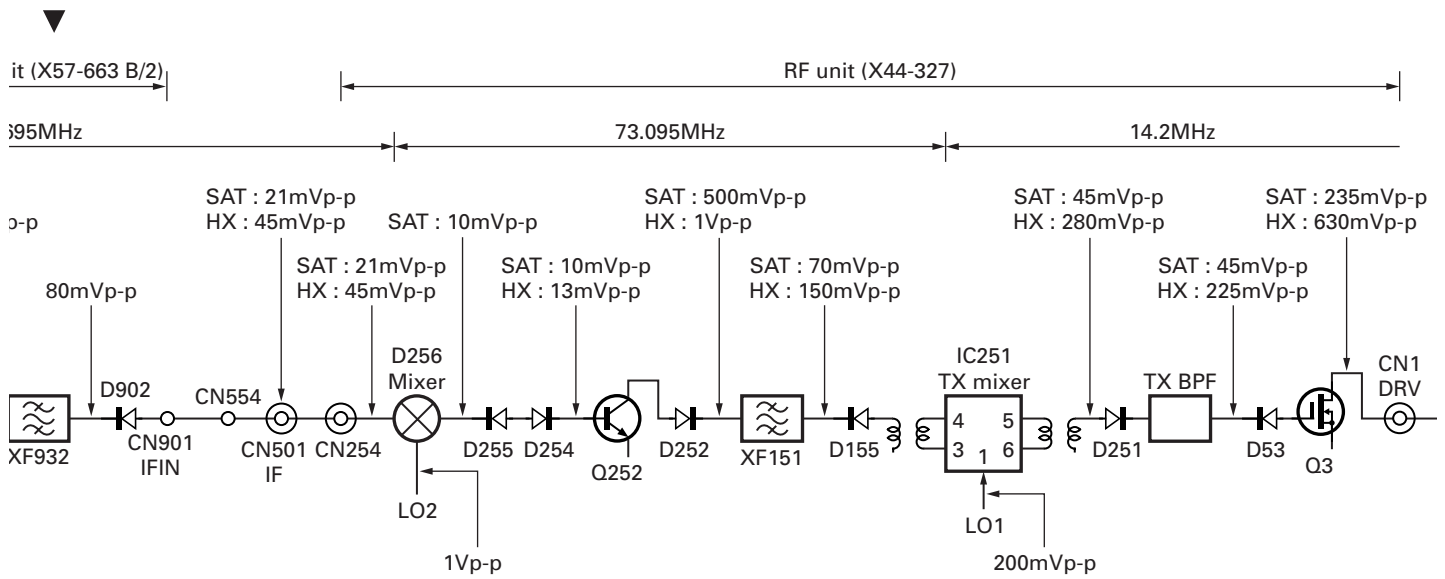 it (X57-663 B/2)
RF unit (X44-327)
695MHz
73.095MHz
14.2MHz
SAT : 21mVp-p
HX : 45mVp-p
SAT : 500mVp-p
HX : 1Vp-p
SAT : 45mVp-p
HX : 280mVp-p
SAT : 235mVp-p
HX : 630mVp-p
p-p
SAT : 10mVp-p
SAT : 21mVp-p
HX : 45mVp-p
SAT : 10mVp-p
HX : 13mVp-p
SAT : 70mVp-p
HX : 150mVp-p
SAT : 45mVp-p
HX : 225mVp-p
80mVp-p
D256
Mixer
IC251
TX mixer
TX BPF
CN1
DRV
D902
CN554
4
5
3
1
6
XF932
CN901
IFIN
CN501
IF
CN254
D255
D254
Q252
D252
XF151
D155
D251
D53
Q3
LO2
LO1
1Vp-p
200mVp-p